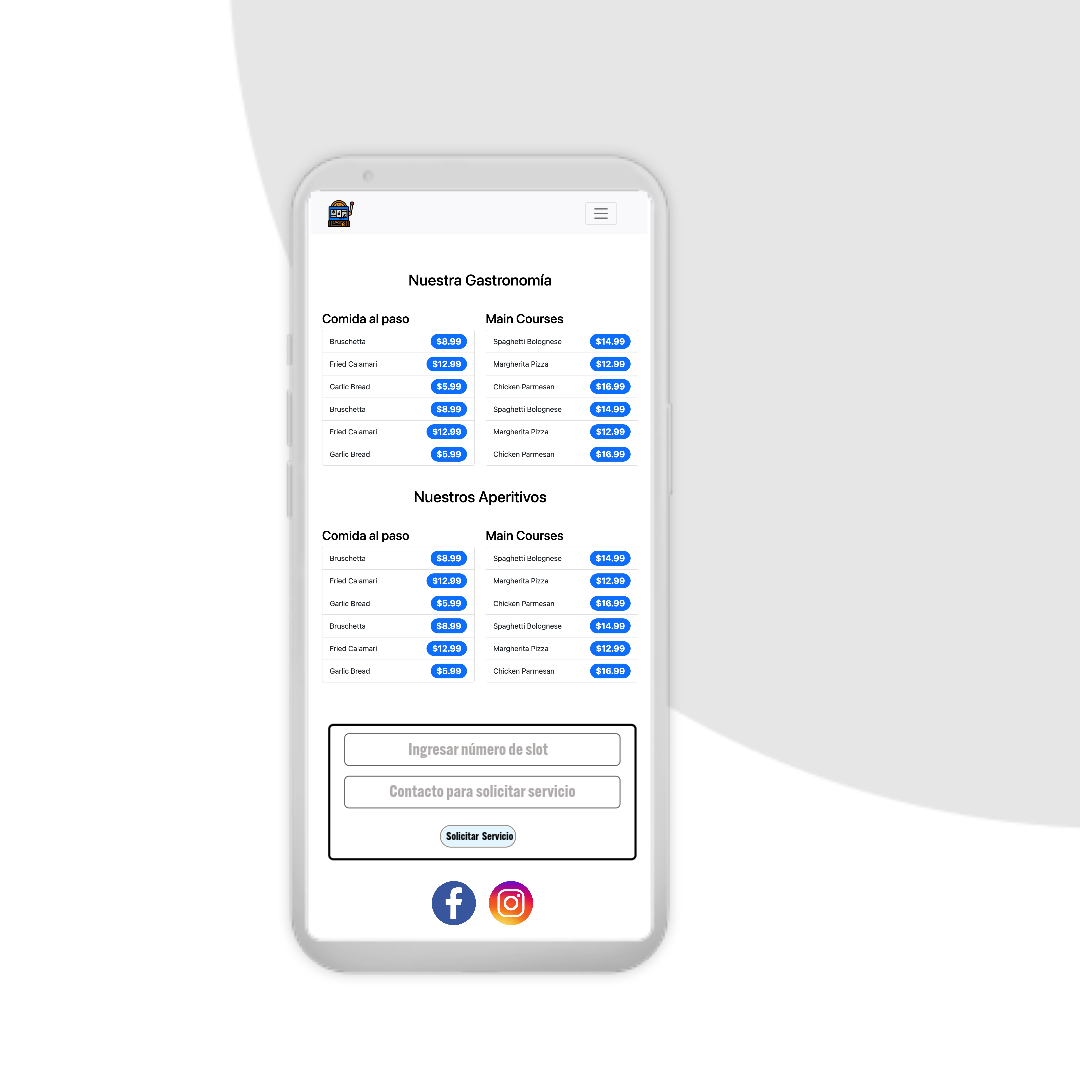 Nuestra Gastronomía
Comida al paso
Bruschetta $8.99
Fried Calamari $12.99
Garlic Bread $5.99
Bruschetta $8.99
Fried Calamari $12.99
Garlic Bread $5.99
Main Courses
Spaghetti Bolognese $14.99
Margherita Pizza $12.99
Chicken Parmesan $16.99
Spaghetti Bolognese $14.99
Margherita Pizza $12.99
Chicken Parmesan $16.99
Nuestros Aperitivos
Comida al paso
Bruschetta $8.99
Fried Calamari $12.99
Garlic Bread $5.99
Bruschetta $8.99
Fried Calamari $12.99
Garlic Bread $5.99
Main Courses
Spaghetti Bolognese $14.99
Margherita Pizza $12.99
Chicken Parmesan $16.99
Spaghetti Bolognese $14.99
Margherita Pizza $12.99
Chicken Parmesan $16.99
Ingresar número de slot
Contacto para solicitar servicio
Solicitar Servicio